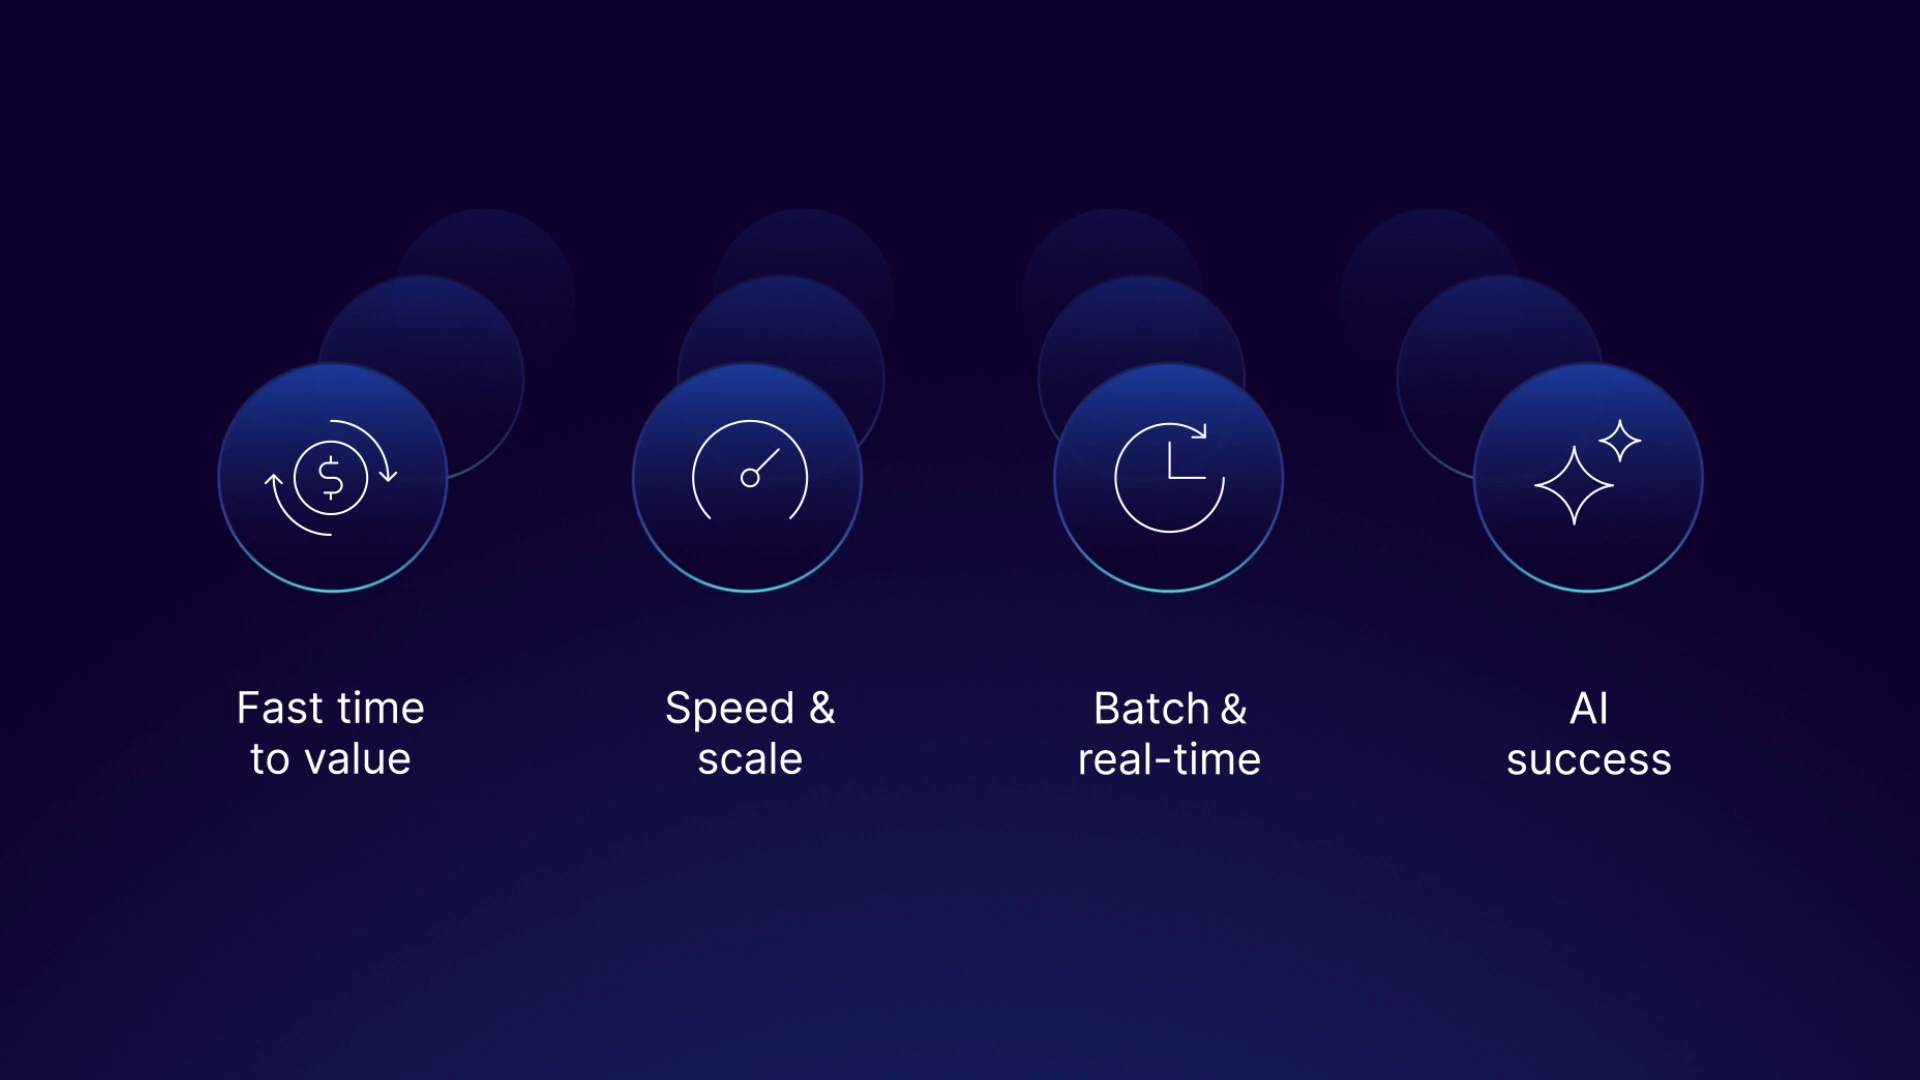 Fast time
to value
Speed &
scale
Batch &
real-time
AI
success